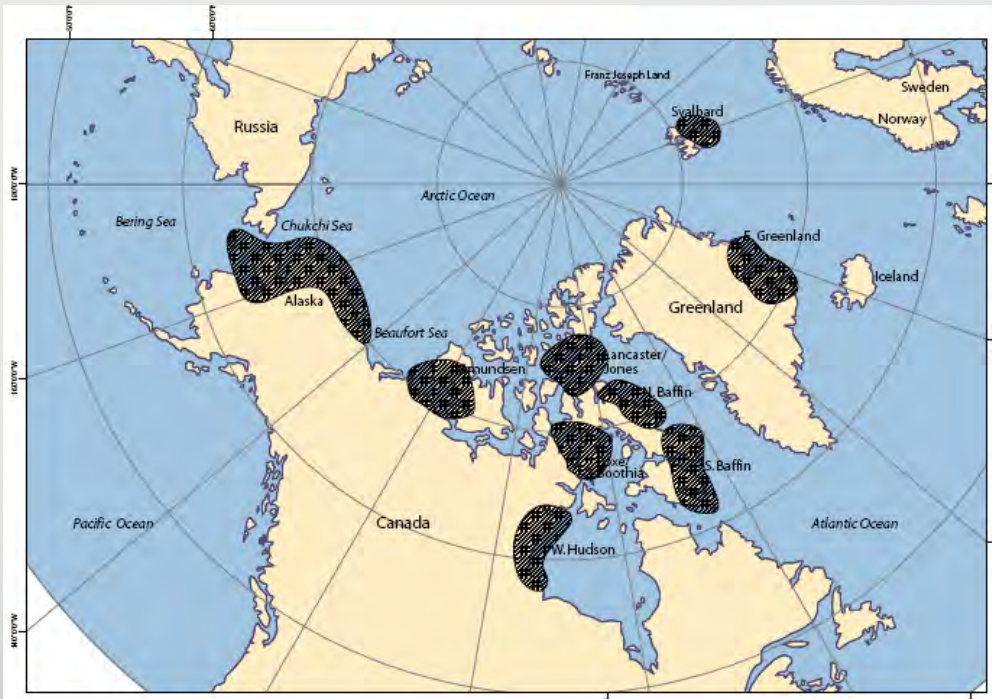 Franz Joseph Land
Svalbard
Sweden
Norway
Russia
Arctic Ocean
Bering Sea
Chukchi Sea
E. Greenland
Iceland
Alaska
Greenland
Beaufort Sea
Lancaster/
Jones
N. Baffin
S. Baffin
Boothia
Pacific Ocean
Canada
Atlantic Ocean
W. Hudson